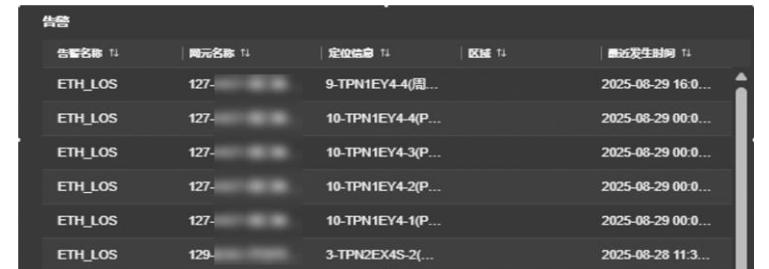 告警
告警名称 网元名称 定位信息 区域 最近发生时间
ETH_LOS 127- 9-TPN1EY4-4(周... 2025-08-29 16:0...
ETH_LOS 127- 10-TPN1EY4-4(P... 2025-08-29 00:0...
ETH_LOS 127- 10-TPN1EY4-3(P... 2025-08-29 00:0...
ETH_LOS 127- 10-TPN1EY4-2(P... 2025-08-29 00:0...
ETH_LOS 127- 10-TPN1EY4-1(P... 2025-08-29 00:0...
ETH_LOS 129- 3-TPN2EX4S-2(... 2025-08-28 11:3...